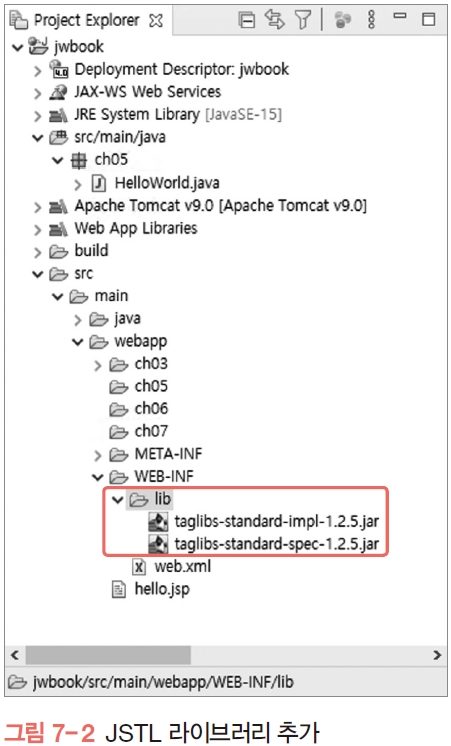 Project Explorer
jwbook
Deployment Descriptor: jwbook
JAX-WS Web Services
JRE System Library [JavaSE-15]
src/main/java
ch05
HelloWorld.java
Apache Tomcat v9.0 [Apache Tomcat v9.0]
Web App Libraries
build
src
main
java
webapp
ch03
ch05
ch06
ch07
META-INF
WEB-INF
lib
taglibs-standard-impl-1.2.5.jar
taglibs-standard-spec-1.2.5.jar
web.xml
hello.jsp
jwbook/src/main/webapp/WEB-INF/lib
그림 7-2 JSTL 라이브러리 추가